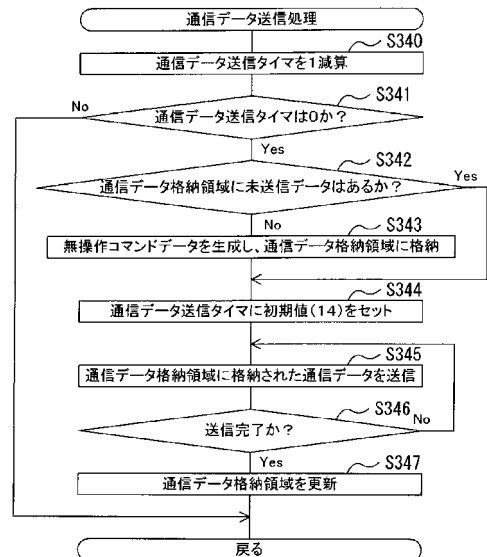 通信データ送信処理
S340
通信データ送信タイマを1減算
S341
No
通信データ送信タイマは0か?
Yes
S342
通信データ格納領域に未送信データはあるか?
Yes
No
S343
無操作コマンドデータを生成し、通信データ格納領域に格納
S344
通信データ送信タイマに初期値(14)をセット
S345
通信データ格納領域に格納された通信データを送信
S346
送信完了か?
No
Yes
S347
通信データ格納領域を更新
戻る